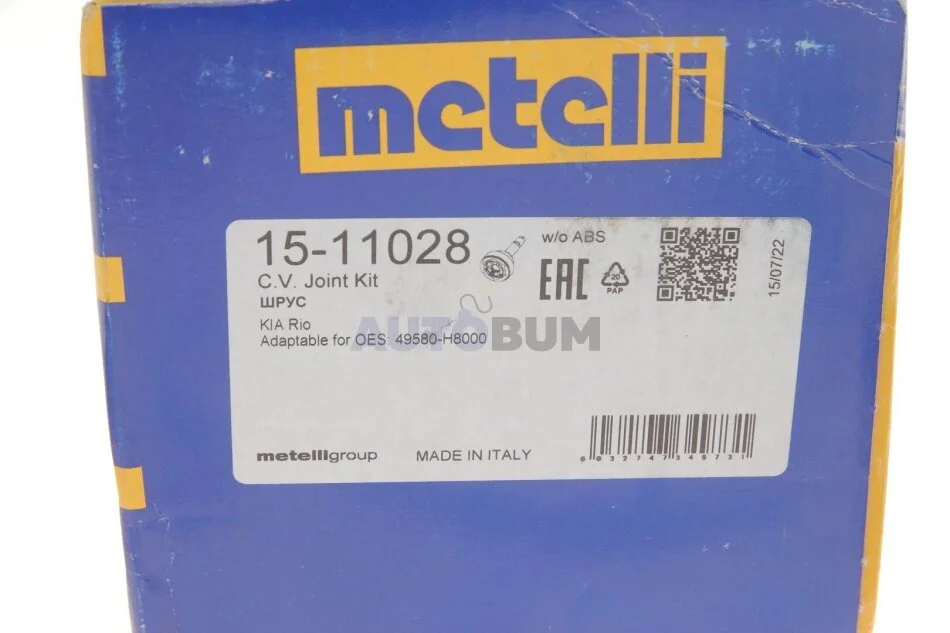 metelli
15-11028
w/o ABS
C.V. Joint Kit
ШРУС
EAC
20
PAP
15/07/22
KIA Rio
Adaptable for OES: 49580-H8000
AUTOBUM
metelligroup
MADE IN ITALY
8032747349731